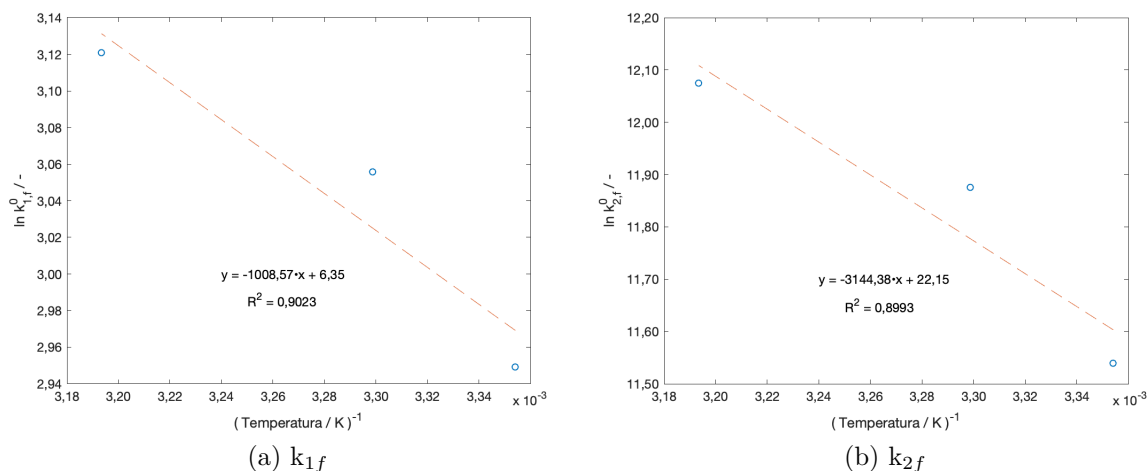 3,14
3,12
3,10
3,08
3,06
3,04
3,02
3,00
2,98
2,96
2,94
ln k⁰₁,f / -
y = -1008,57•x + 6,35
R² = 0,9023
3,18 3,20 3,22 3,24 3,26 3,28 3,30 3,32 3,34
x 10⁻³
( Temperatura / K )⁻¹
(a) k₁f
12,20
12,10
12,00
11,90
11,80
11,70
11,60
11,50
ln k⁰₂,f / -
y = -3144,38•x + 22,15
R² = 0,8993
3,18 3,20 3,22 3,24 3,26 3,28 3,30 3,32 3,34
x 10⁻³
( Temperatura / K )⁻¹
(b) k₂f